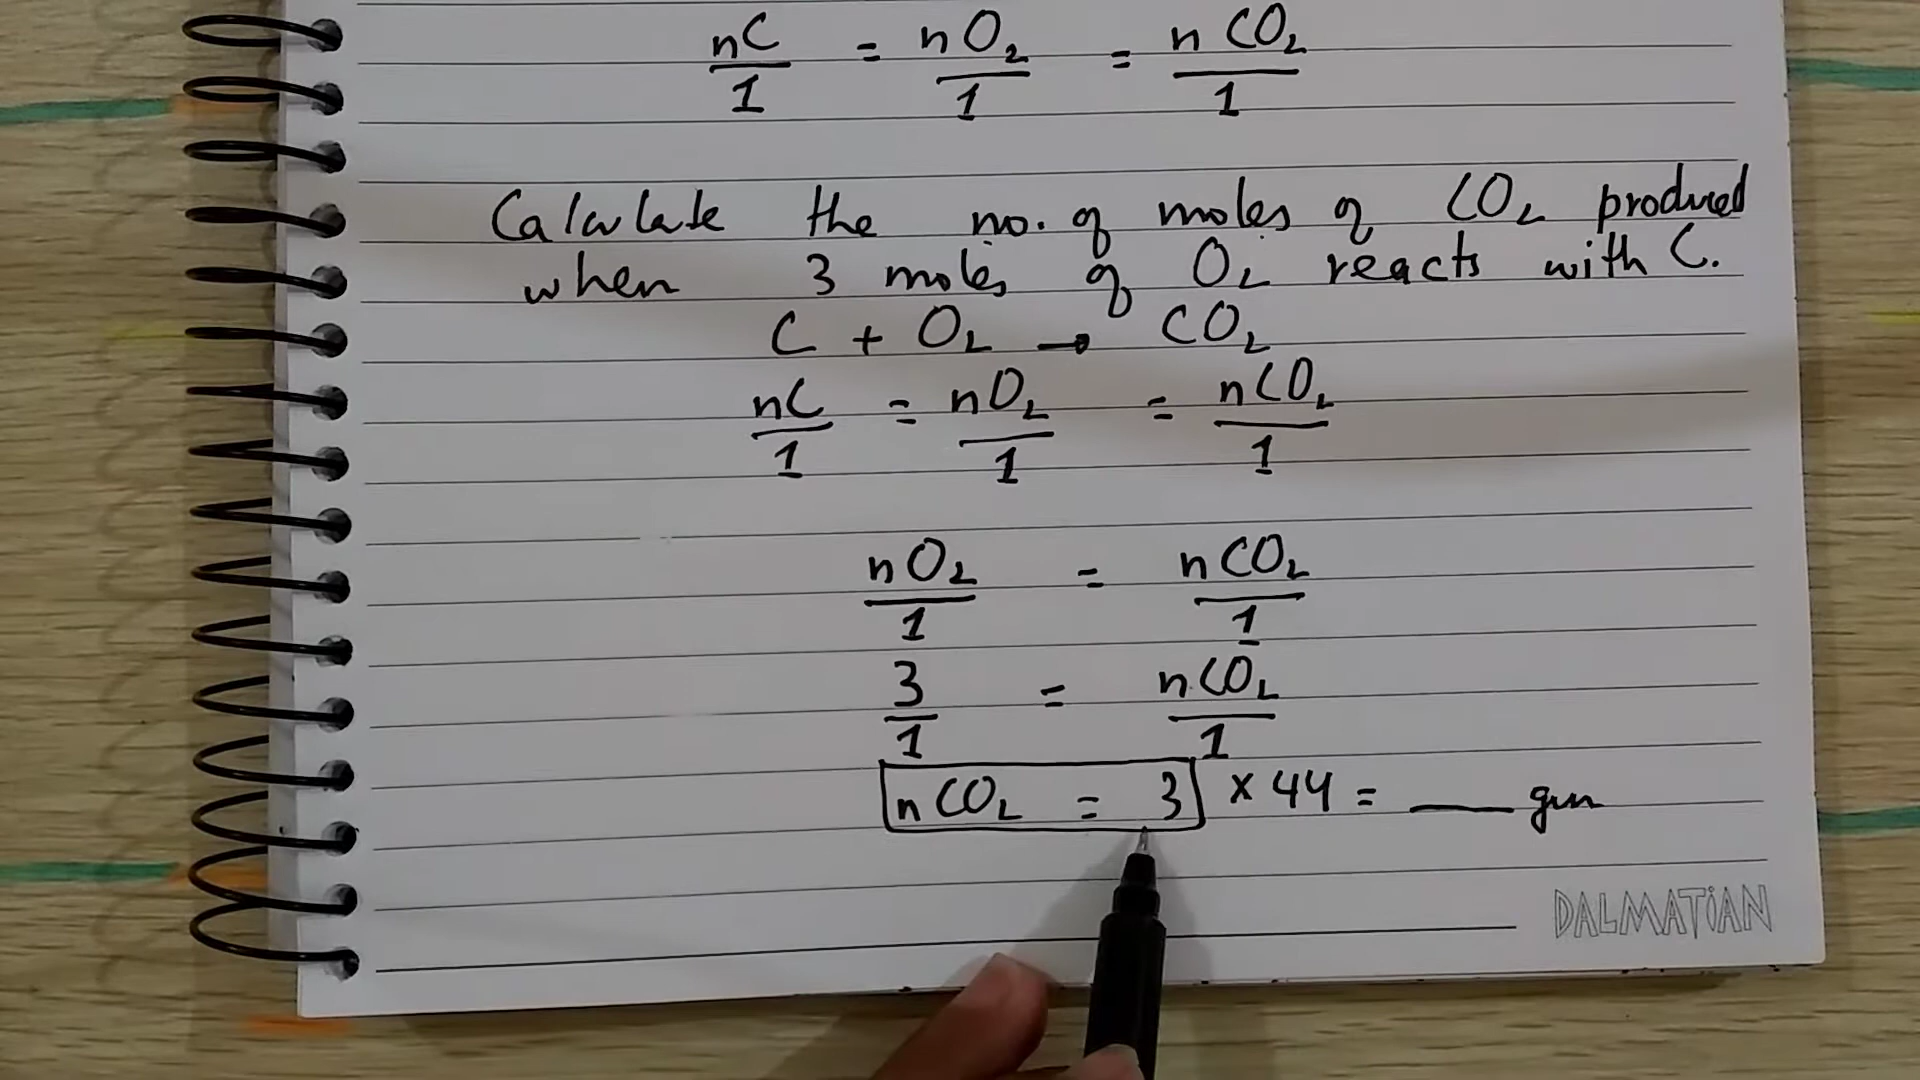 nC/1 = nO₂/1 = nCO₂/1
Calculate the no. of moles of CO₂ produced
when 3 moles of O₂ reacts with C.
C + O₂ → CO₂
nC/1 = nO₂/1 = nCO₂/1
nO₂/1 = nCO₂/1
3/1 = nCO₂/1
nCO₂ = 3 × 44 = ___ gm
DALMATiAN